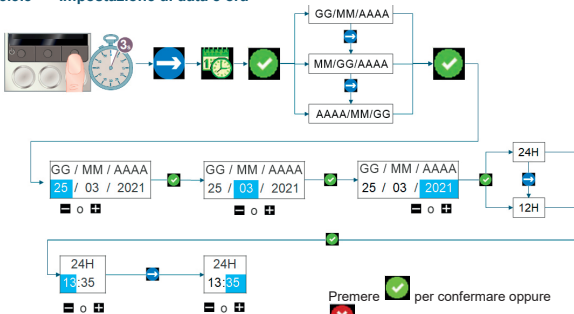 Impostazione di data e ora
3s
GG/MM/AAAA
MM/GG/AAAA
AAAA/MM/GG
GG / MM / AAAA
25 / 03 / 2021
o
GG / MM / AAAA
25 / 03 / 2021
o
GG / MM / AAAA
25 / 03 / 2021
o
24H
12H
24H
13:35
o
24H
13:35
o
Premere per confermare oppure